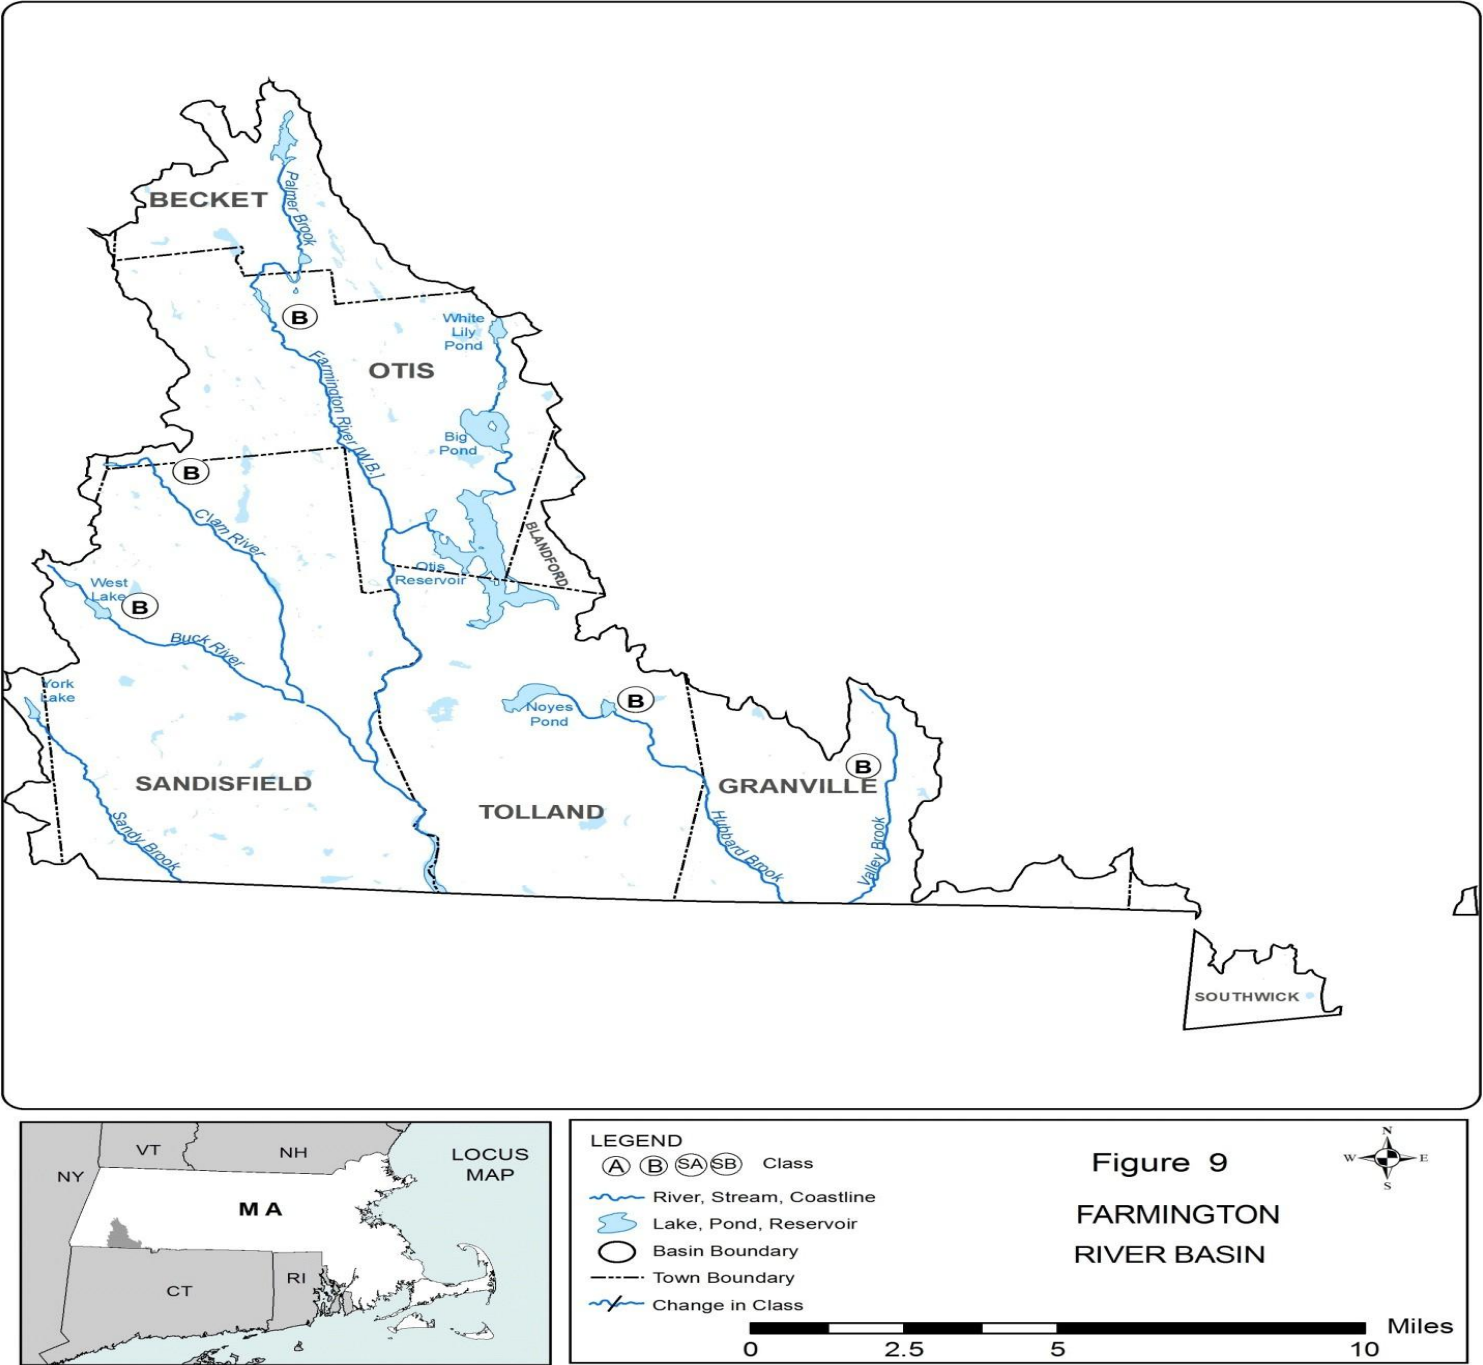 BECKET
Palmer Brook
B
White
Lily
Pond
OTIS
Farmington River [W.B.]
Big
Pond
B
Clam River
BLANDFORD
Otis
Reservoir
West
Lake
B
Buck River
York
Lake
Noyes
Pond
B
B
SANDISFIELD
TOLLAND
GRANVILLE
Sandy Brook
Hubbard Brook
Valley Brook
SOUTHWICK
NY
VT
NH
LOCUS
MAP
MA
CT
RI
LEGEND
A B SA SB Class
River, Stream, Coastline
Lake, Pond, Reservoir
Basin Boundary
Town Boundary
Change in Class
Figure 9
FARMINGTON
RIVER BASIN
N
W E
S
Miles
0 2.5 5 10